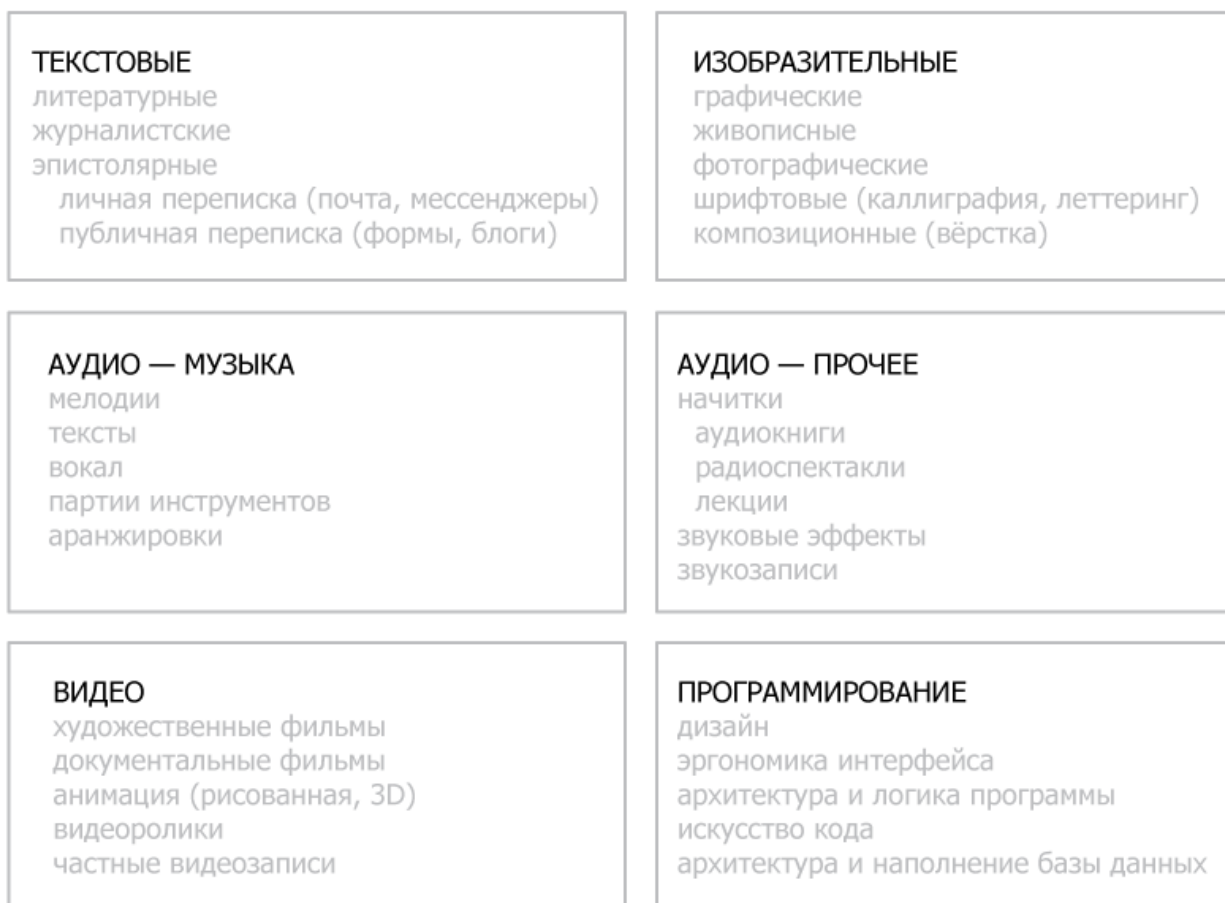 ТЕКСТОВЫЕ
литературные
журналистские
эпистолярные
личная переписка (почта, мессенджеры)
публичная переписка (формы, блоги)
ИЗОБРАЗИТЕЛЬНЫЕ
графические
живописные
фотографические
шрифтовые (каллиграфия, леттеринг)
композиционные (вёрстка)
АУДИО — МУЗЫКА
мелодии
тексты
вокал
партии инструментов
аранжировки
АУДИО — ПРОЧЕЕ
начитки
аудиокниги
радиоспектакли
лекции
звуковые эффекты
звукозаписи
ВИДЕО
художественные фильмы
документальные фильмы
анимация (рисованная, 3D)
видеоролики
частные видеозаписи
ПРОГРАММИРОВАНИЕ
дизайн
эргономика интерфейса
архитектура и логика программы
искусство кода
архитектура и наполнение базы данных